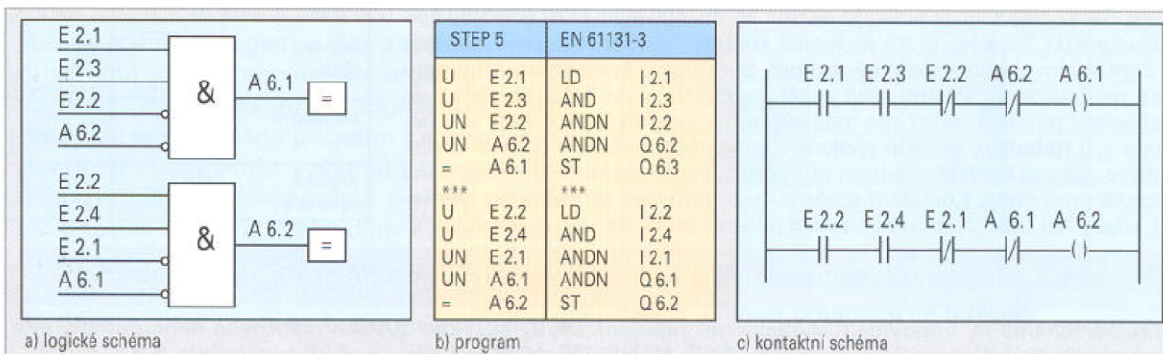 E 2.1
E 2.3
E 2.2
A 6.2
&
A 6.1
=
E 2.2
E 2.4
E 2.1
A 6.1
&
A 6.2
=
a) logické schéma
STEP 5 EN 61131-3
U E 2.1 LD I 2.1
U E 2.3 AND I 2.3
UN E 2.2 ANDN I 2.2
UN A 6.2 ANDN Q 6.2
= A 6.1 ST Q 6.3
*** ***
U E 2.2 LD I 2.2
U E 2.4 AND I 2.4
UN E 2.1 ANDN I 2.1
UN A 6.1 ANDN Q 6.1
= A 6.2 ST Q 6.2
b) program
E 2.1 E 2.3 E 2.2 A 6.2 A 6.1
E 2.2 E 2.4 E 2.1 A 6.1 A 6.2
c) kontaktní schéma